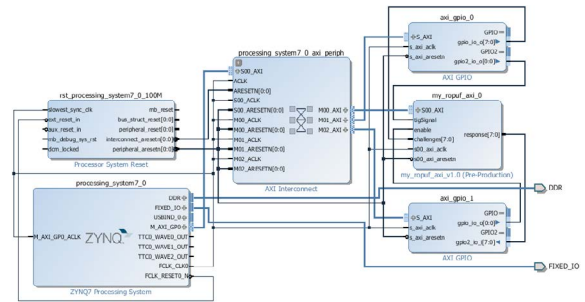 rst_processing_system7_0_100M
slowest_sync_clk
ext_reset_in
aux_reset_in
mb_debug_sys_rst
dcm_locked
mb_reset
bus_struct_reset[0:0]
peripheral_reset[0:0]
interconnect_aresetn[0:0]
peripheral_aresetn[0:0]
Processor System Reset
processing_system7_0
M_AXI_GP0_ACLK
ZYNQ
DDR
FIXED_IO
USBIND_0
M_AXI_GP0
TTC0_WAVE0_OUT
TTC0_WAVE1_OUT
TTC0_WAVE2_OUT
FCLK_CLK0
FCLK_RESET0_N
ZYNQ7 Processing System
processing_system7_0_axi_periph
S00_AXI
ACLK
ARESETN[0:0]
S00_ACLK
S00_ARESETN[0:0]
M00_ACLK
M00_ARESETN[0:0]
M01_ACLK
M01_ARESETN[0:0]
M02_ACLK
M02_ARESETN[0:0]
M00_AXI
M01_AXI
M02_AXI
AXI Interconnect
axi_gpio_0
S_AXI
s_axi_aclk
s_axi_aresetn
GPIO
gpio_io_o[7:0]
GPIO2
gpio2_io_o[0:0]
AXI GPIO
my_ropuf_axi_0
S00_AXI
sigSignal
enable
challenges[7:0]
s00_axi_aclk
s00_axi_aresetn
response[7:0]
my_ropuf_axi_v1.0 (Pre-Production)
axi_gpio_1
S_AXI
s_axi_aclk
s_axi_aresetn
GPIO
gpio_io_o[0:0]
GPIO2
gpio2_io_i[7:0]
AXI GPIO
DDR
FIXED_IO